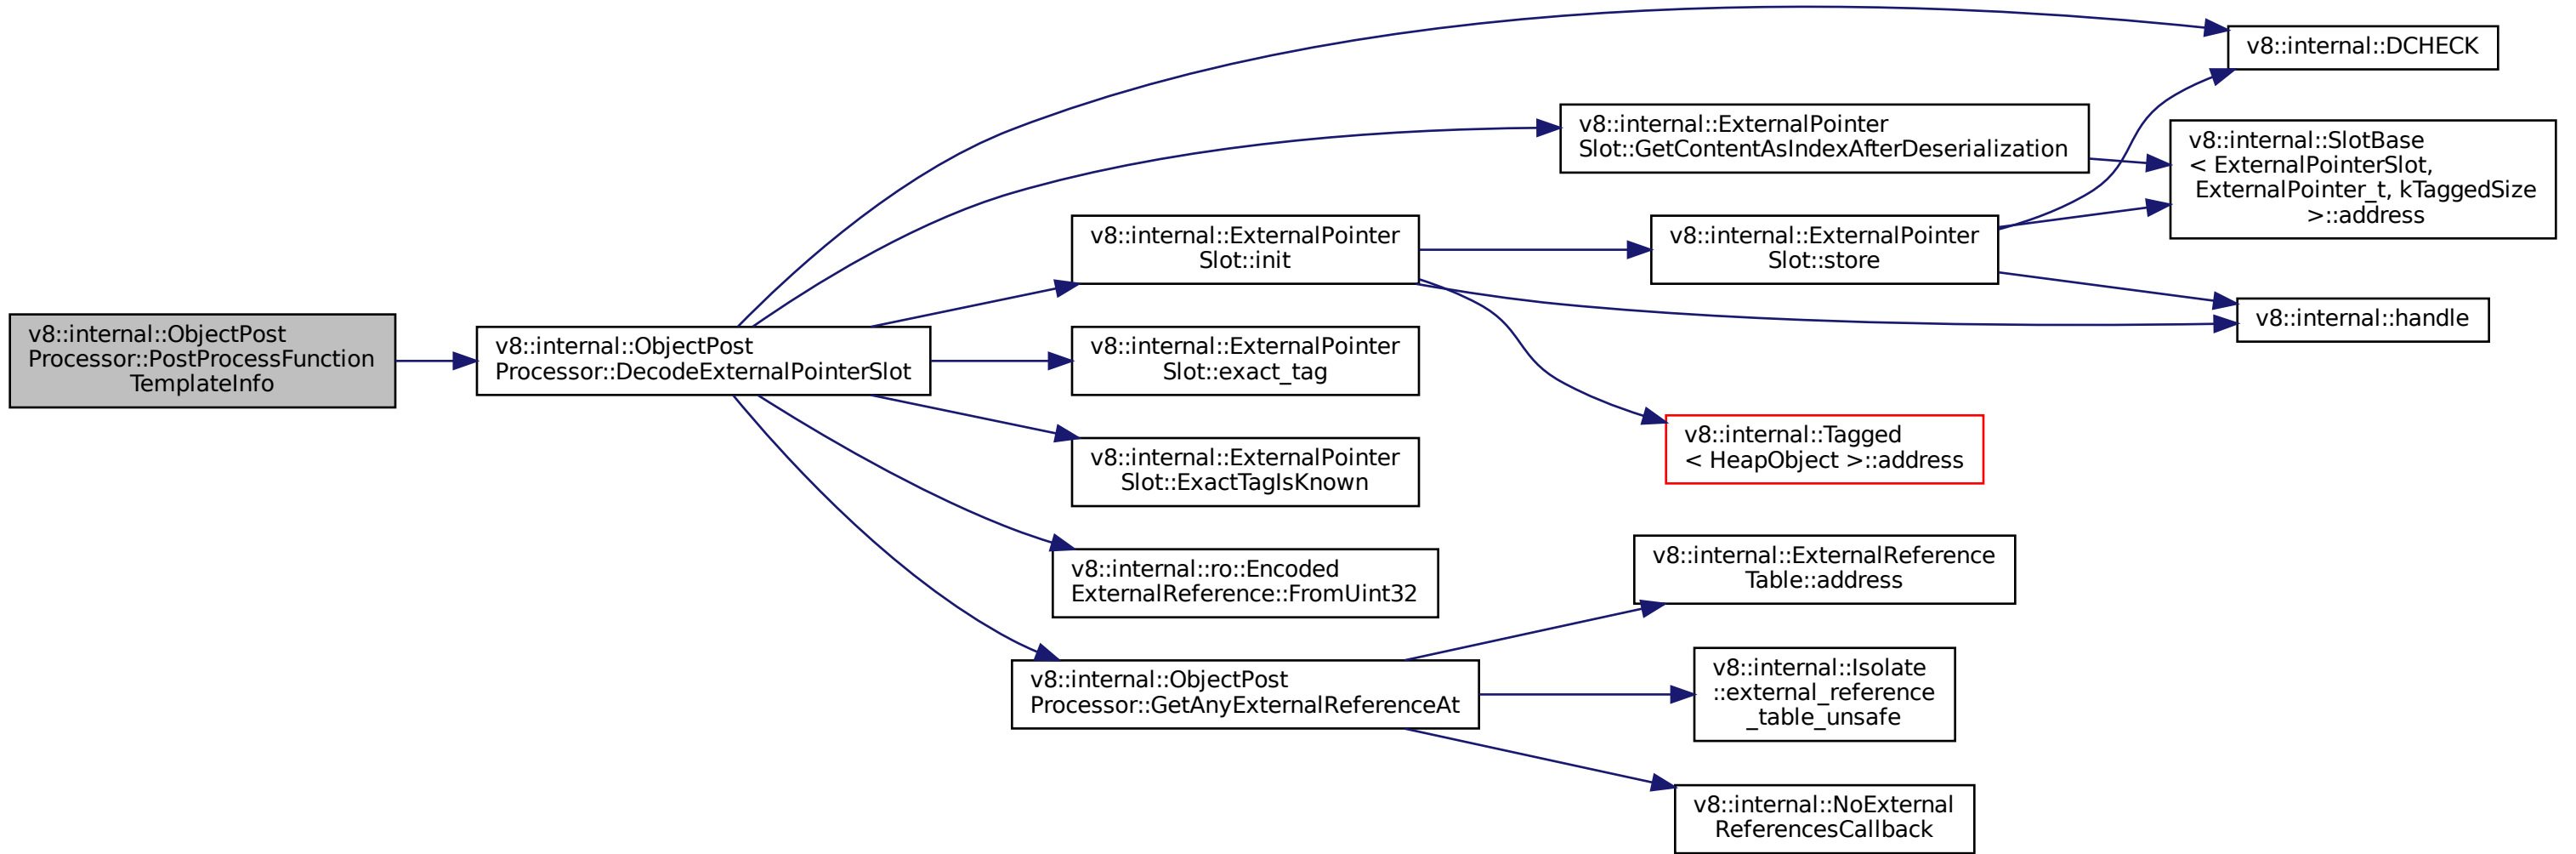 v8::internal::ObjectPost
Processor::PostProcessFunction
TemplateInfo
v8::internal::ObjectPost
Processor::DecodeExternalPointerSlot
v8::internal::DCHECK
v8::internal::ExternalPointer
Slot::GetContentAsIndexAfterDeserialization
v8::internal::SlotBase
< ExternalPointerSlot,
ExternalPointer_t, kTaggedSize
>::address
v8::internal::ExternalPointer
Slot::init
v8::internal::ExternalPointer
Slot::store
v8::internal::handle
v8::internal::ExternalPointer
Slot::exact_tag
v8::internal::Tagged
< HeapObject >::address
v8::internal::ExternalPointer
Slot::ExactTagIsKnown
v8::internal::ro::Encoded
ExternalReference::FromUint32
v8::internal::ExternalReference
Table::address
v8::internal::ObjectPost
Processor::GetAnyExternalReferenceAt
v8::internal::Isolate
::external_reference
_table_unsafe
v8::internal::NoExternal
ReferencesCallback